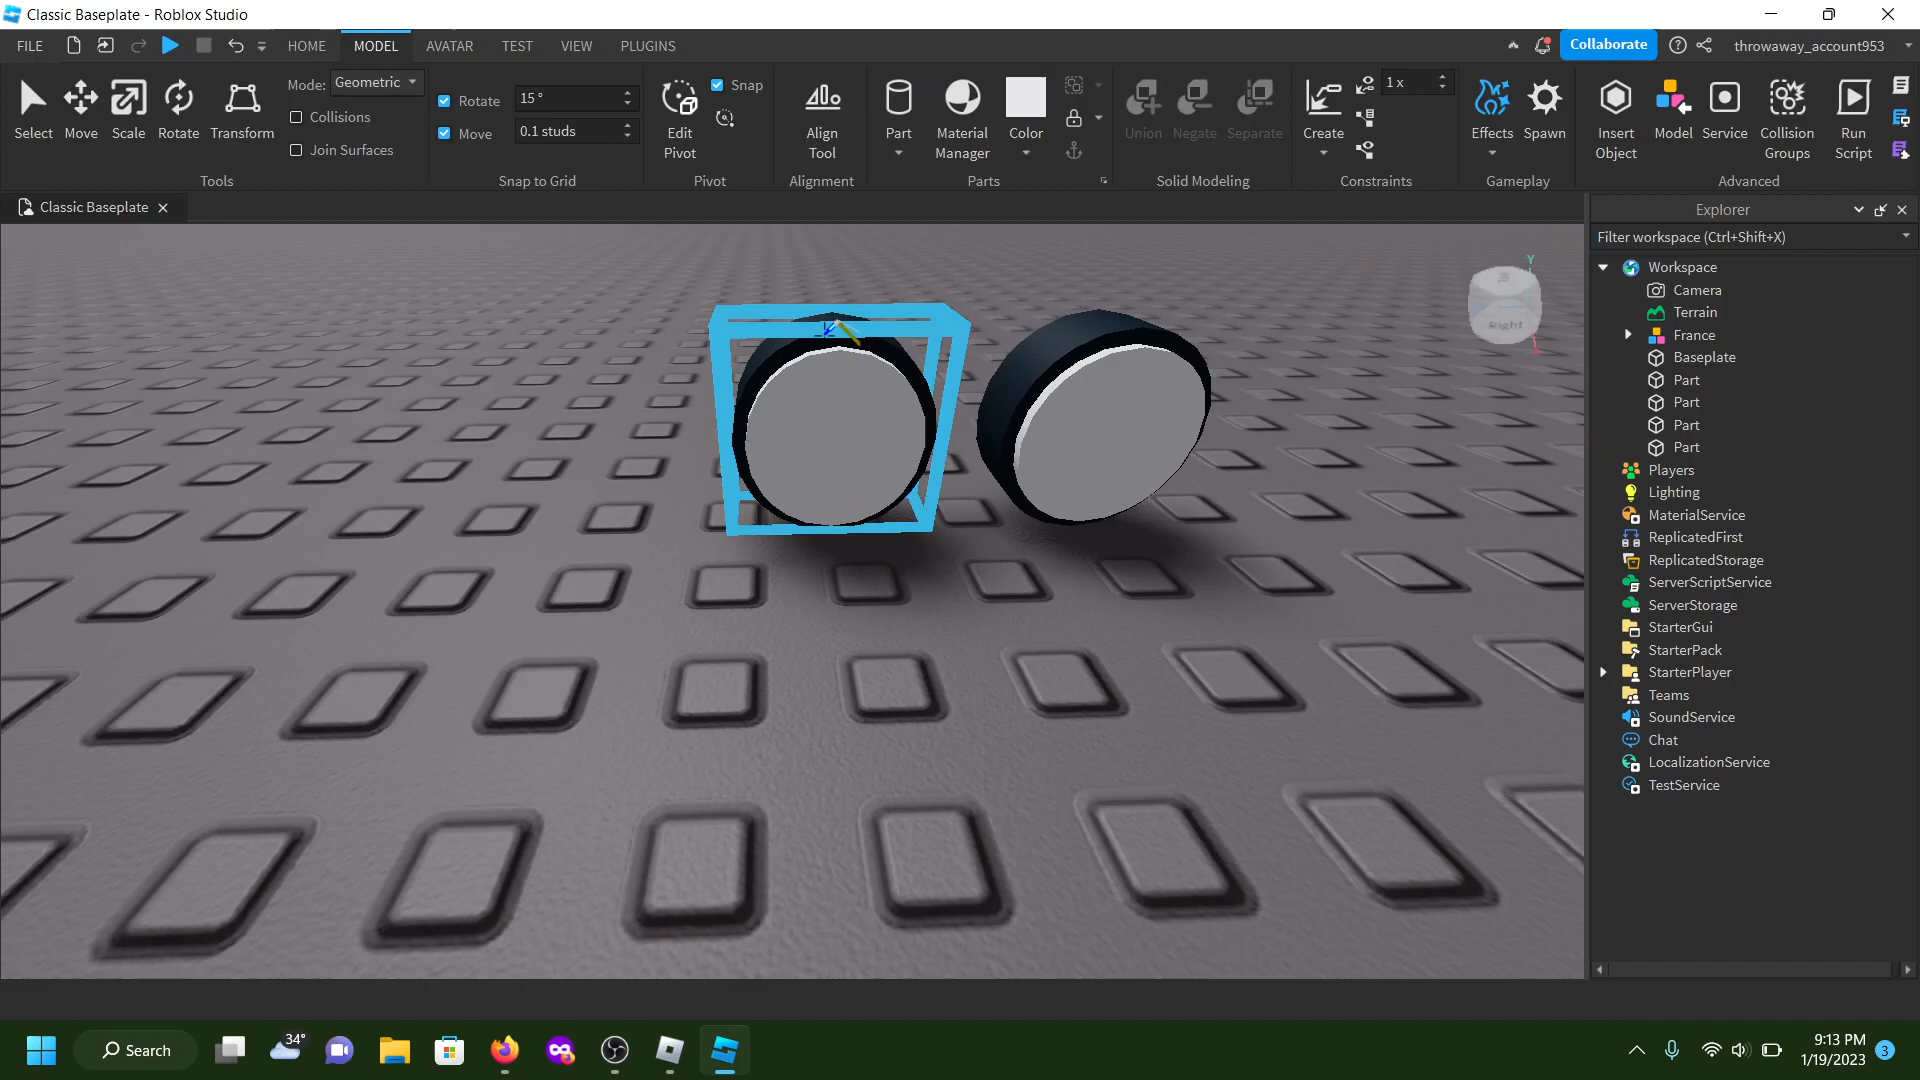 Classic Baseplate - Roblox Studio
FILE HOME MODEL AVATAR TEST VIEW PLUGINS Collaborate throwaway_account953
Mode: Geometric
Collisions
Join Surfaces
Select Move Scale Rotate Transform
Tools
Rotate 15 °
Move 0.1 studs
Snap to Grid
Edit Pivot
Snap
Pivot
Align Tool
Alignment
Part
Material Manager
Color
Parts
Union Negate Separate
Solid Modeling
Create
1 x
Constraints
Effects Spawn
Gameplay
Insert Object
Model
Service
Collision Groups
Run Script
Advanced
Classic Baseplate
Y
Right
Explorer
Filter workspace (Ctrl+Shift+X)
Workspace
Camera
Terrain
France
Baseplate
Part
Part
Part
Part
Players
Lighting
MaterialService
ReplicatedFirst
ReplicatedStorage
ServerScriptService
ServerStorage
StarterGui
StarterPack
StarterPlayer
Teams
SoundService
Chat
LocalizationService
TestService
Search
34°
9:13 PM
1/19/2023
3